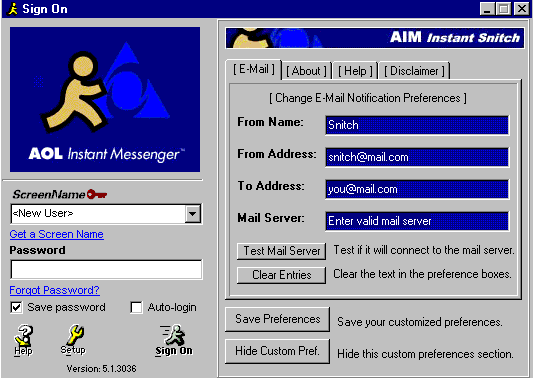 Sign On
AOL Instant Messenger™
ScreenName
<New User>
Get a Screen Name
Password
Forgot Password?
Save password
Auto-login
Help
Setup
Sign On
Version: 5.1.3036
AIM Instant Snitch
[ E-Mail ]
[ About ]
[ Help ]
[ Disclaimer ]
[ Change E-Mail Notification Preferences ]
From Name: Snitch
From Address: snitch@mail.com
To Address: you@mail.com
Mail Server: Enter valid mail server
Test Mail Server Test if it will connect to the mail server.
Clear Entries Clear the text in the preference boxes.
Save Preferences Save your customized preferences.
Hide Custom Pref. Hide this custom preferences section.